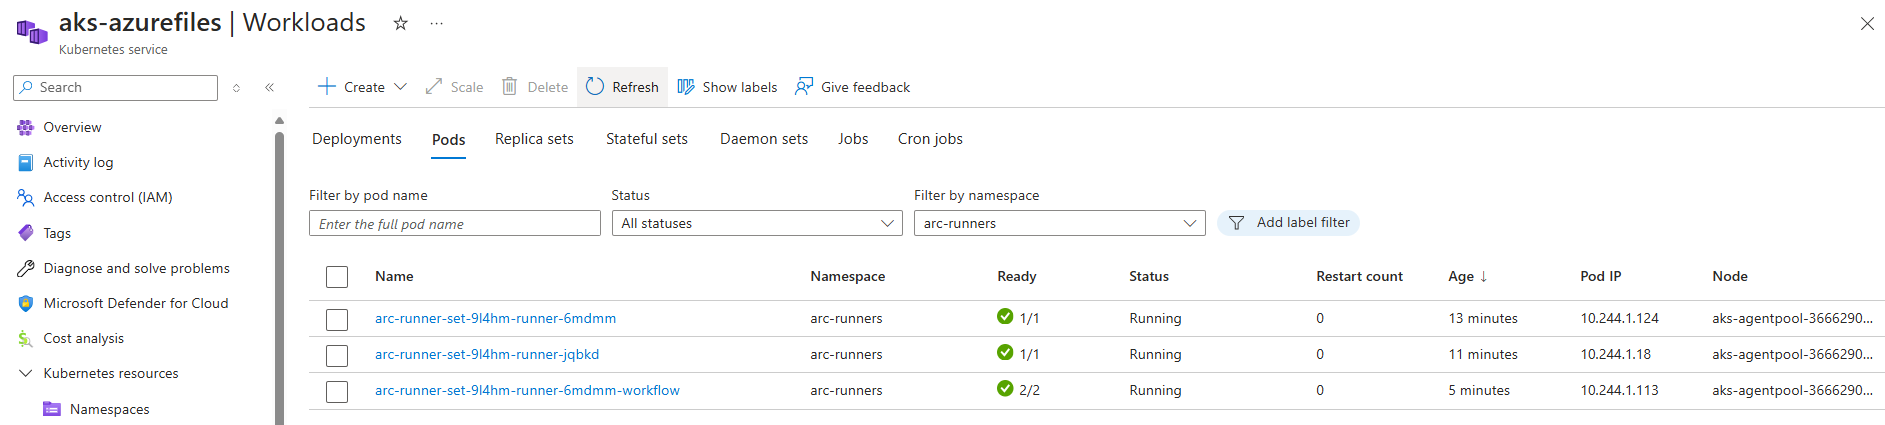 aks-azurefiles | Workloads
Kubernetes service
Search
Overview
Activity log
Access control (IAM)
Tags
Diagnose and solve problems
Microsoft Defender for Cloud
Cost analysis
Kubernetes resources
Namespaces
Create Scale Delete Refresh Show labels Give feedback
Deployments Pods Replica sets Stateful sets Daemon sets Jobs Cron jobs
Filter by pod name Status Filter by namespace
Enter the full pod name All statuses arc-runners Add label filter
Name Namespace Ready Status Restart count Age ↓ Pod IP Node
arc-runner-set-9l4hm-runner-6mdmm arc-runners 1/1 Running 0 13 minutes 10.244.1.124 aks-agentpool-3666290...
arc-runner-set-9l4hm-runner-jqbkd arc-runners 1/1 Running 0 11 minutes 10.244.1.18 aks-agentpool-3666290...
arc-runner-set-9l4hm-runner-6mdmm-workflow arc-runners 2/2 Running 0 5 minutes 10.244.1.113 aks-agentpool-3666290...